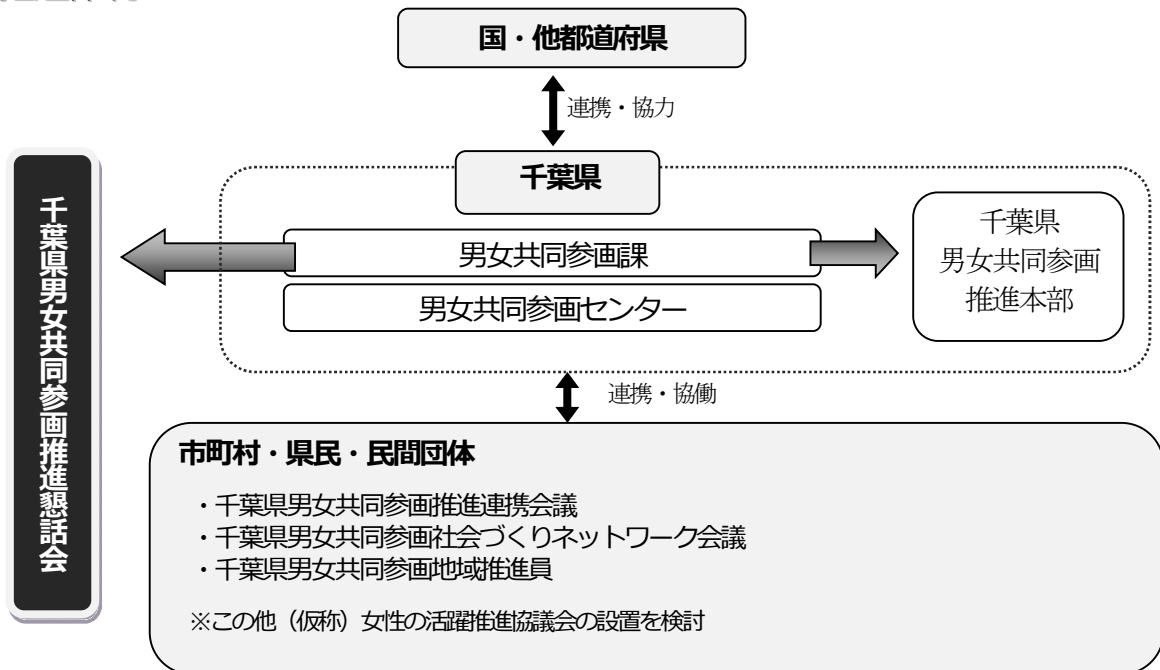 国・他都道府県
連携・協力
千葉県
千葉県男女共同参画推進懇話会
男女共同参画課
男女共同参画センター
千葉県
男女共同参画
推進本部
連携・協働
市町村・県民・民間団体
・千葉県男女共同参画推進連携会議
・千葉県男女共同参画社会づくりネットワーク会議
・千葉県男女共同参画地域推進員
※この他（仮称）女性の活躍推進協議会の設置を検討